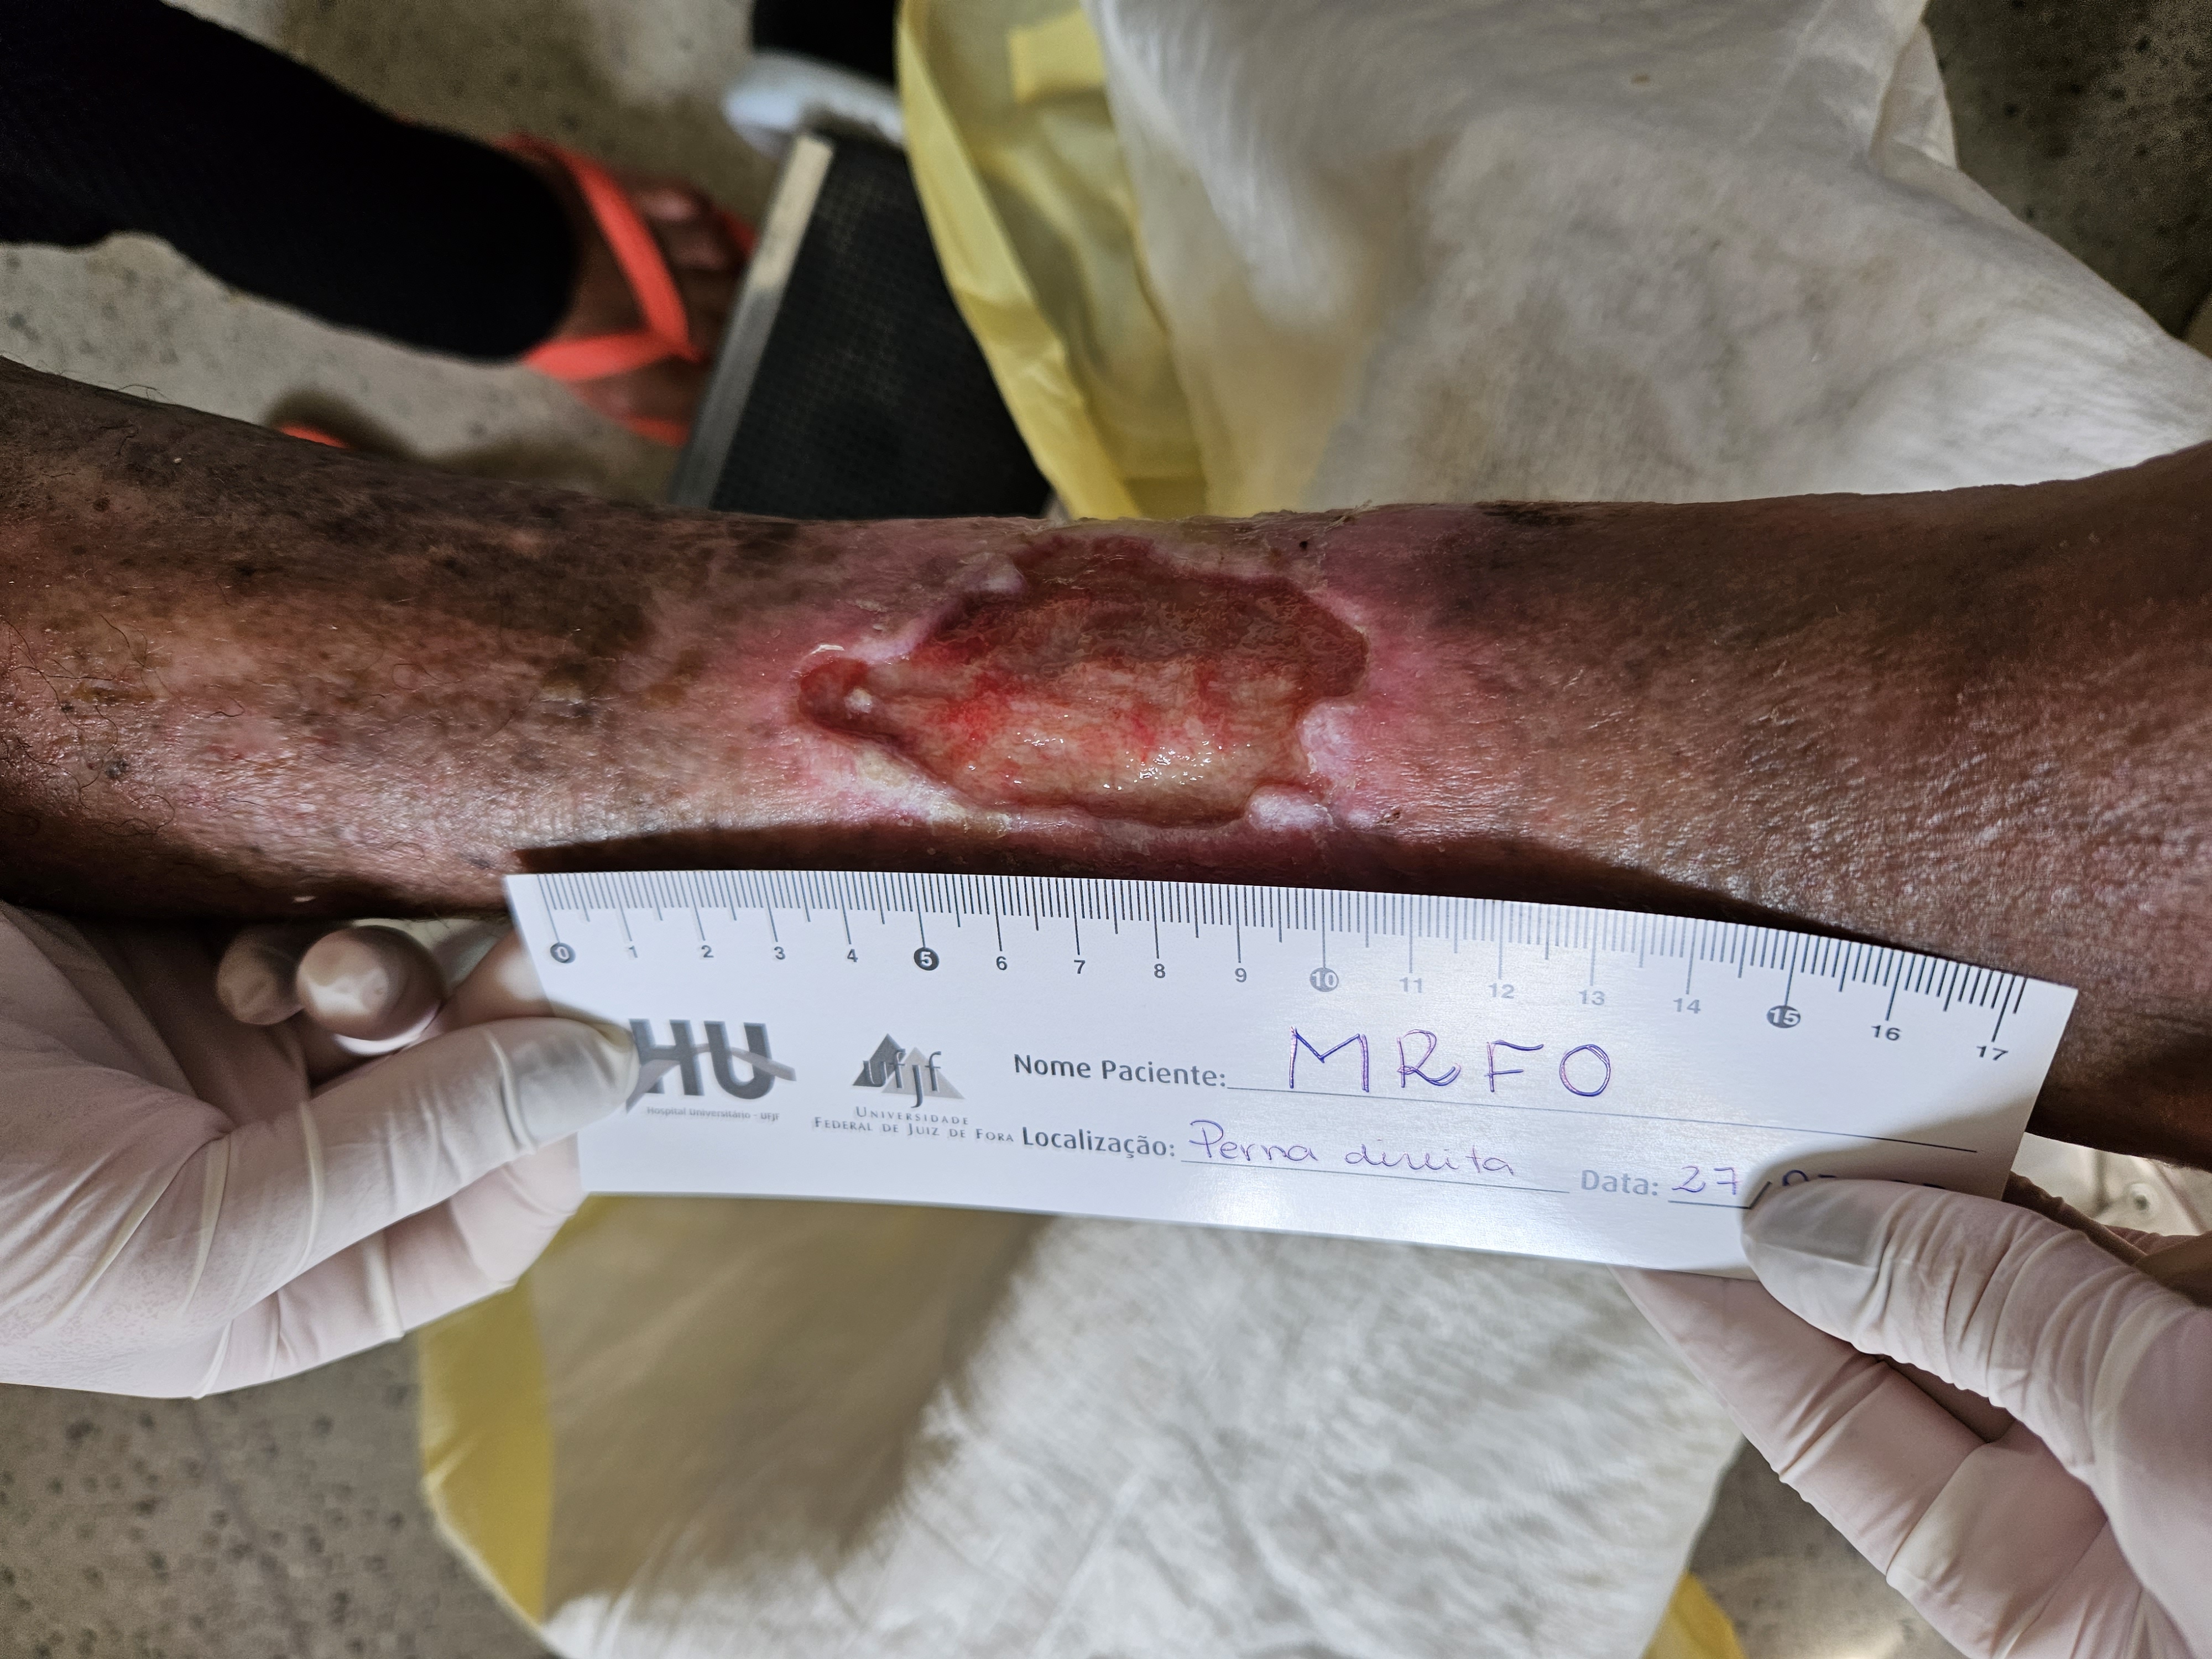 0 1 2 3 4 5 6 7 8 9 10 11 12 13 14 15 16 17
HU
Hospital Universitário - UFJF
ufjf
UNIVERSIDADE
FEDERAL DE JUIZ DE FORA
Nome Paciente: MRFO
Localização: Perna direita Data: 27/